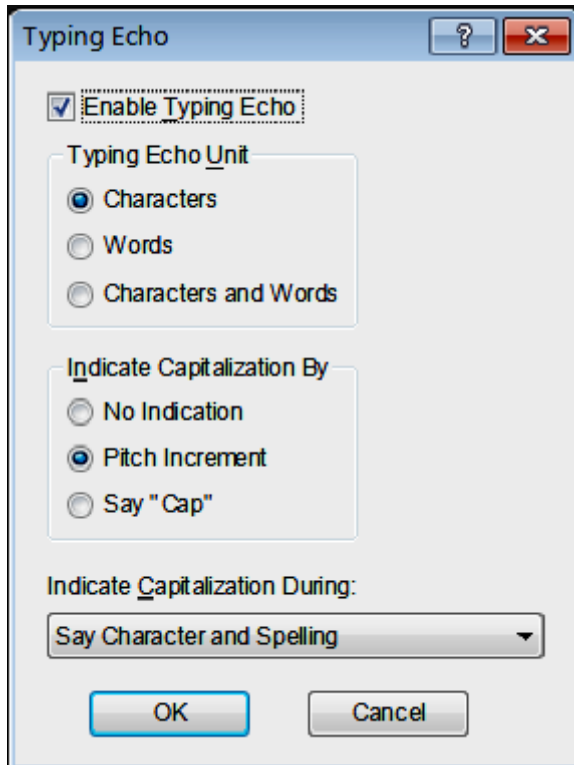 Typing Echo
?
Enable Typing Echo
Typing Echo Unit
Characters
Words
Characters and Words
Indicate Capitalization By
No Indication
Pitch Increment
Say "Cap"
Indicate Capitalization During:
Say Character and Spelling
OK
Cancel